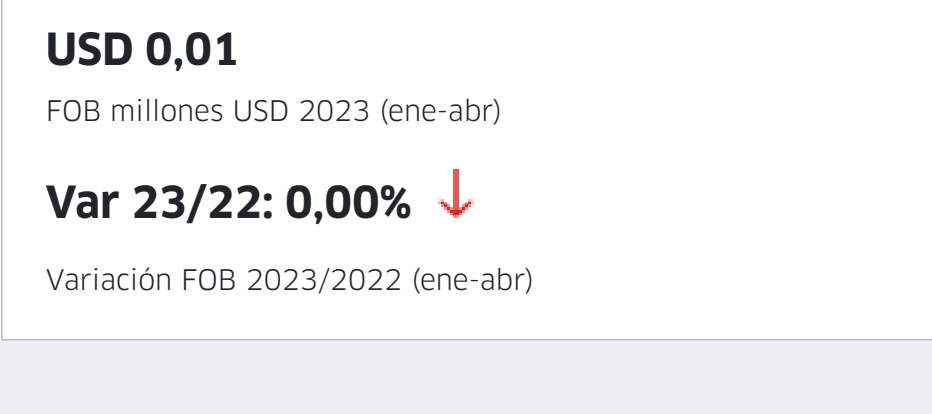 USD 0,01
FOB millones USD 2023 (ene-abr)
Var 23/22: 0,00%
Variación FOB 2023/2022 (ene-abr)